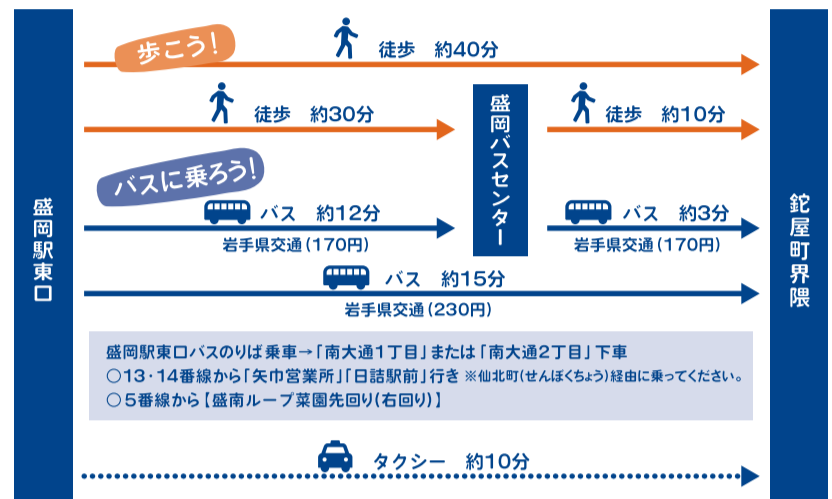 盛岡駅東口
歩こう!
徒歩 約40分
徒歩 約30分
盛岡バスセンター
徒歩 約10分
バスに乗ろう!
バス 約12分
岩手県交通(170円)
バス 約3分
岩手県交通(170円)
バス 約15分
岩手県交通(230円)
盛岡駅東口バスのりば 乗車→「南大通1丁目」または「南大通2丁目」下車
○13・14番線から「矢巾営業所」「日詰駅前」行き ※仙北町(せんぼくちょう)経由に乗ってください。
○5番線から【盛南ループ菜園先回り(右回り)】
タクシー 約10分
鉈屋町界隈